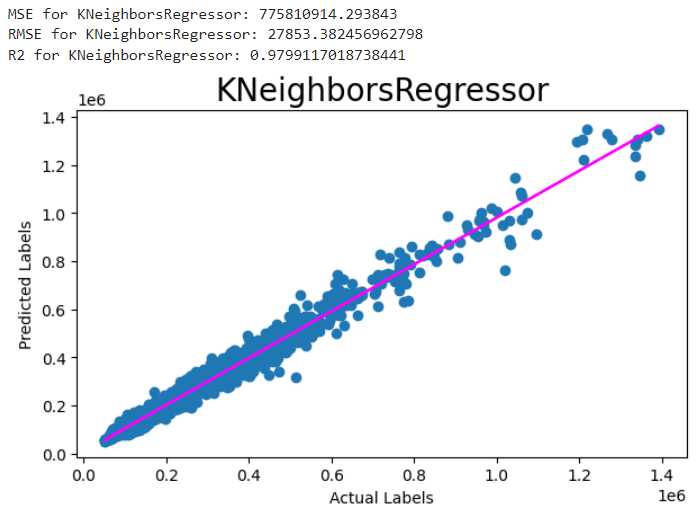 MSE for KNeighborsRegressor: 775810914.293843
RMSE for KNeighborsRegressor: 27853.382456962798
R2 for KNeighborsRegressor: 0.9799117018738441
KNeighborsRegressor
1e6
1.4
1.2
1.0
0.8
0.6
0.4
0.2
0.0
Predicted Labels
0.0 0.2 0.4 0.6 0.8 1.0 1.2 1.4
Actual Labels
1e6